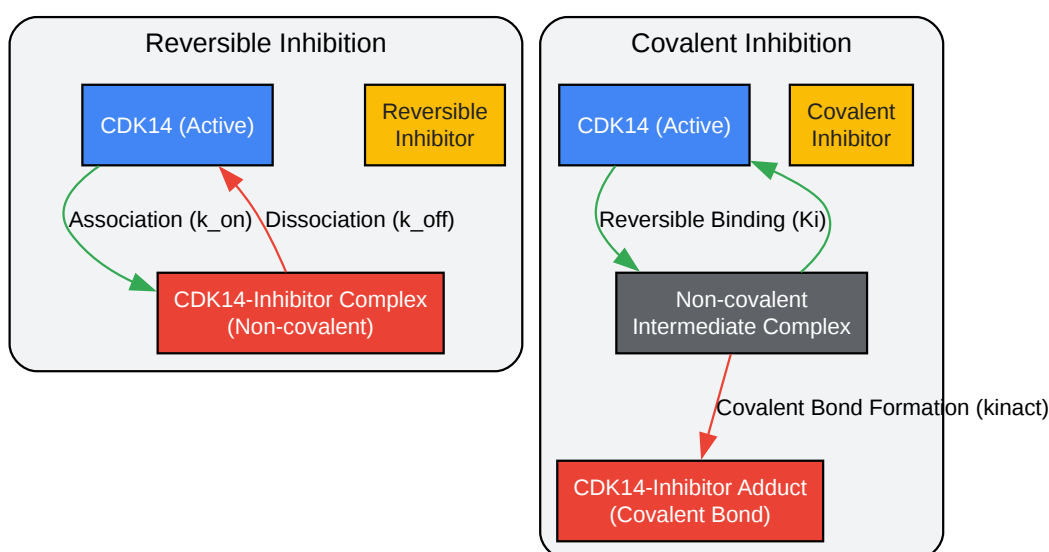 Reversible Inhibition
CDK14 (Active)
Reversible
Inhibitor
Association (k_on)
Dissociation (k_off)
CDK14-Inhibitor Complex
(Non-covalent)
Covalent Inhibition
CDK14 (Active)
Covalent
Inhibitor
Reversible Binding (Ki)
Non-covalent
Intermediate Complex
Covalent Bond Formation (kinact)
CDK14-Inhibitor Adduct
(Covalent Bond)